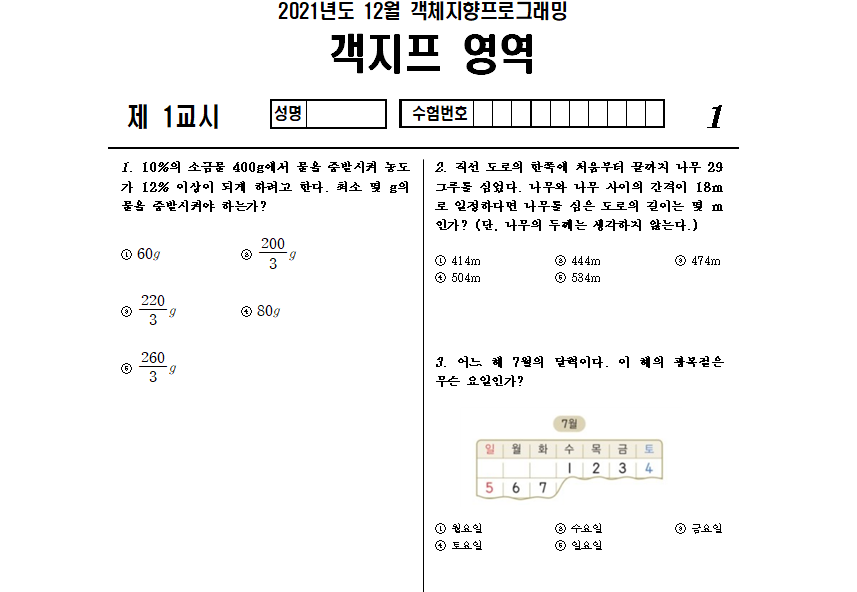 2021년도 12월 객체지향프로그래밍
객지프 영역
제 1교시
성명
수험번호
1
1. 10%의 소금물 400g에서 물을 증발시켜 농도
가 12% 이상이 되게 하려고 한다. 최소 몇 g의
물을 증발시켜야 하는가?
① 60g ② 200/3 g
③ 220/3 g ④ 80g
⑤ 260/3 g
2. 직선 도로의 한쪽에 처음부터 끝까지 나무 29
그루를 심었다. 나무와 나무 사이의 간격이 18m
로 일정하다면 나무를 심은 도로의 길이는 몇 m
인가? (단, 나무의 두께는 생각하지 않는다.)
① 414m ② 444m ③ 474m
④ 504m ⑤ 534m
3. 어느 해 7월의 달력이다. 이 해의 광복절은
무슨 요일인가?
7월
일 월 화 수 목 금 토
1 2 3 4
5 6 7
① 월요일 ② 수요일 ③ 금요일
④ 토요일 ⑤ 일요일